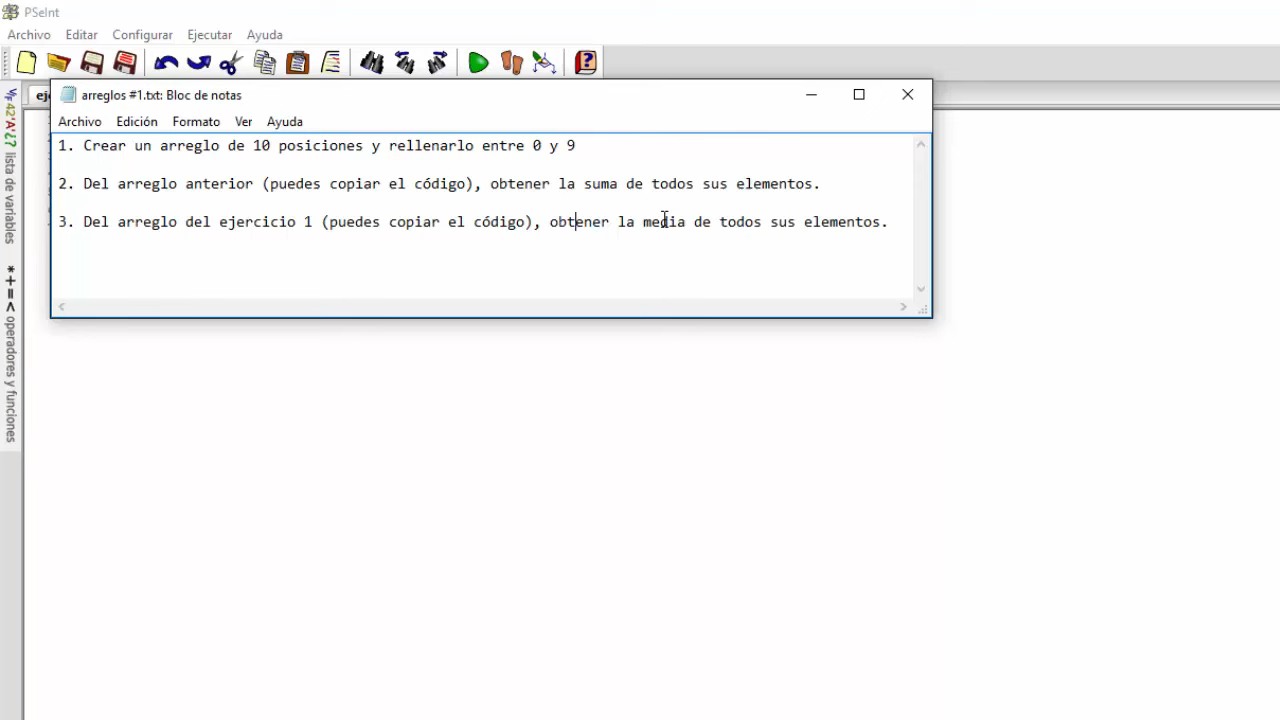 PSeInt
Archivo Editar Configurar Ejecutar Ayuda
arreglos #1.txt: Bloc de notas
Archivo Edición Formato Ver Ayuda
1. Crear un arreglo de 10 posiciones y rellenarlo entre 0 y 9
2. Del arreglo anterior (puedes copiar el código), obtener la suma de todos sus elementos.
3. Del arreglo del ejercicio 1 (puedes copiar el código), obtener la media de todos sus elementos.
lista de variables
*+=< operadores y funciones